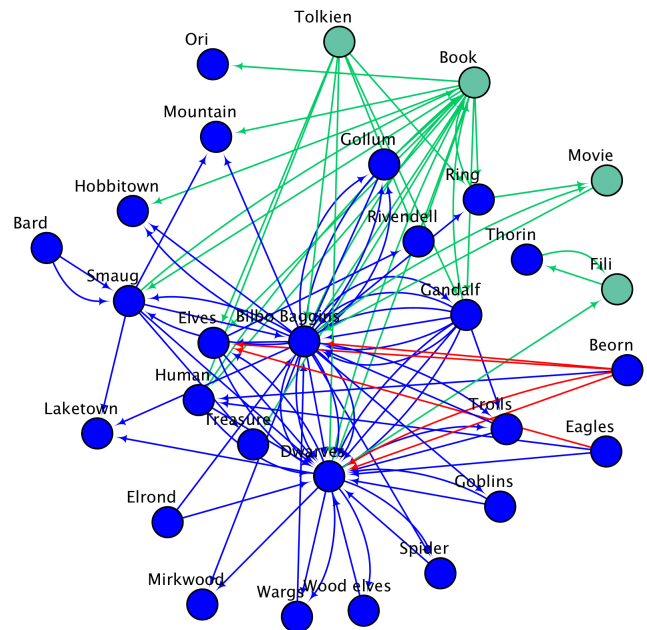 Tolkien
Ori
Book
Mountain
Gollum
Movie
Ring
Hobbitown
Rivendell
Bard
Thorin
Smaug
Fili
Gandalf
Elves
Bilbo Baggins
Beorn
Human
Laketown
Treasure
Trolls
Eagles
Dwarves
Goblins
Elrond
Spider
Mirkwood
Wargs
Wood elves